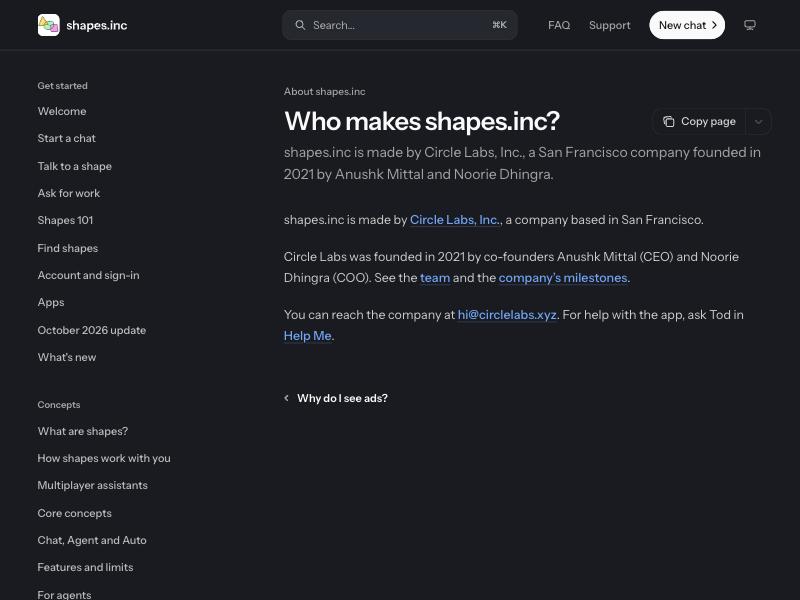 shapes.inc
Search...
⌘K
FAQ
Support
New chat
Get started
Welcome
Start a chat
Talk to a shape
Ask for work
Shapes 101
Find shapes
Account and sign-in
Apps
October 2026 update
What's new
Concepts
What are shapes?
How shapes work with you
Multiplayer assistants
Core concepts
Chat, Agent and Auto
Features and limits
For agents
About shapes.inc
Who makes shapes.inc?
Copy page
shapes.inc is made by Circle Labs, Inc., a San Francisco company founded in
2021 by Anushk Mittal and Noorie Dhingra.
shapes.inc is made by Circle Labs, Inc., a company based in San Francisco.
Circle Labs was founded in 2021 by co-founders Anushk Mittal (CEO) and Noorie
Dhingra (COO). See the team and the company's milestones.
You can reach the company at hi@circlelabs.xyz. For help with the app, ask Tod in
Help Me.
Why do I see ads?